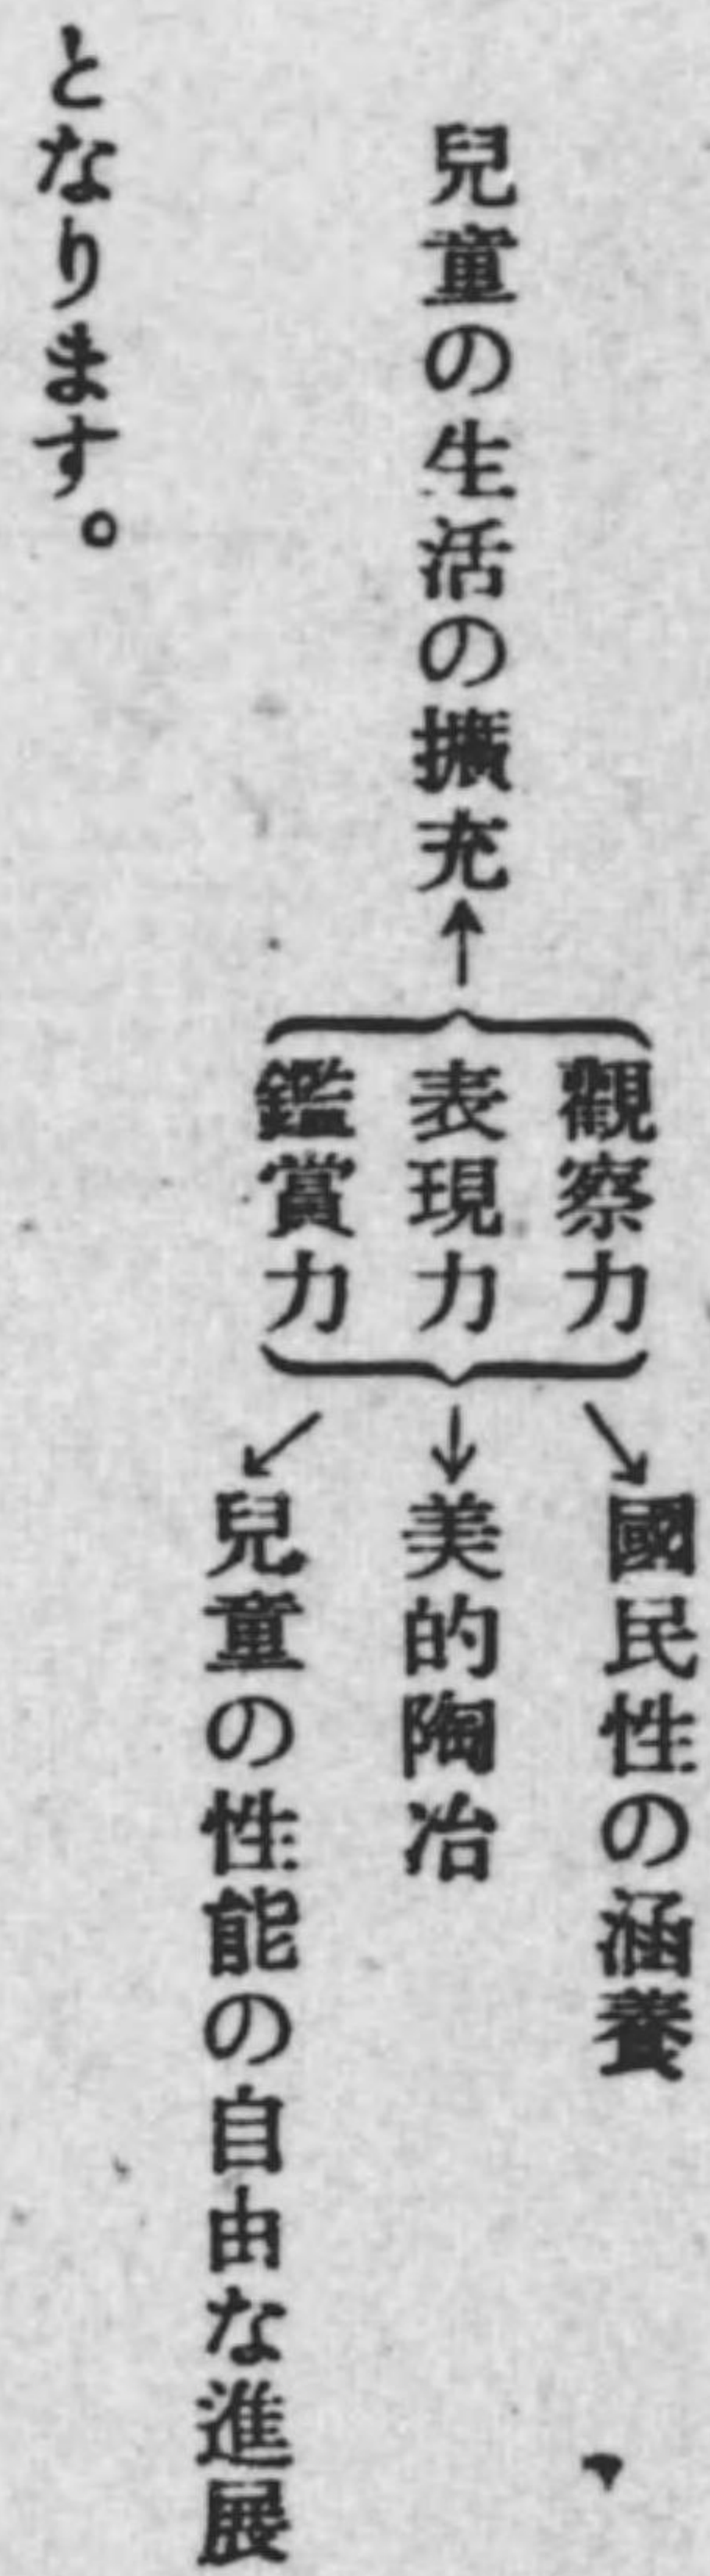 兒童の生活の擴充
觀察力
表現力
鑑賞力
國民性の涵養
美的陶冶
兒童の性能の自由な進展
となります。